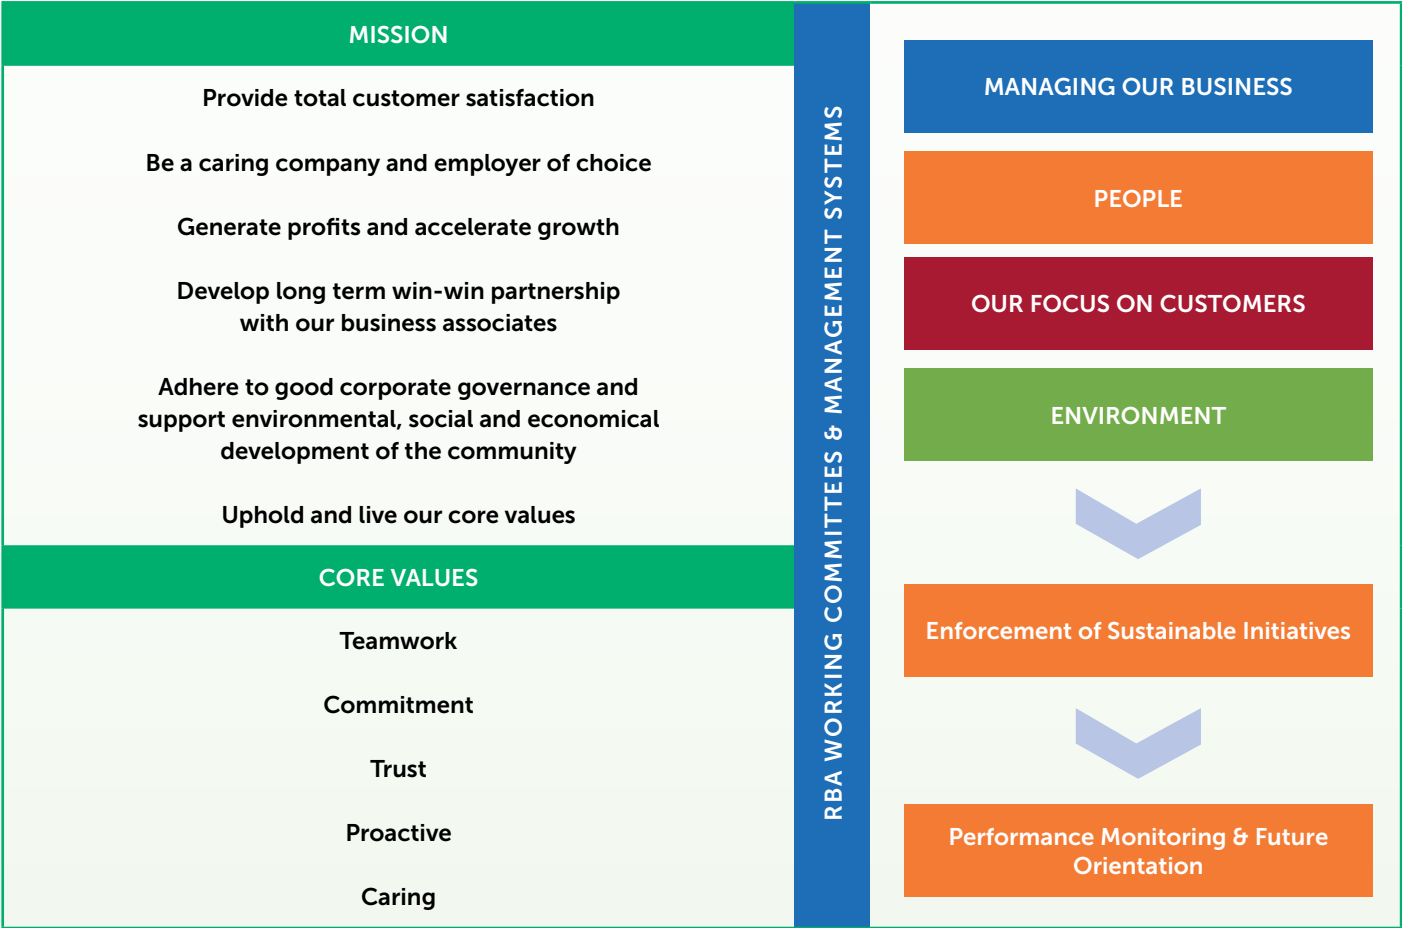 MISSION
Provide total customer satisfaction
Be a caring company and employer of choice
Generate profits and accelerate growth
Develop long term win-win partnership
with our business associates
Adhere to good corporate governance and
support environmental, social and economical
development of the community
Uphold and live our core values
CORE VALUES
Teamwork
Commitment
Trust
Proactive
Caring
RBA WORKING COMMITTEES & MANAGEMENT SYSTEMS
MANAGING OUR BUSINESS
PEOPLE
OUR FOCUS ON CUSTOMERS
ENVIRONMENT
Enforcement of Sustainable Initiatives
Performance Monitoring & Future
Orientation